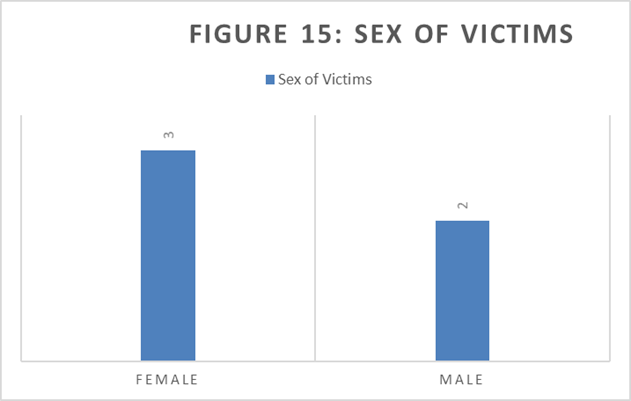 FIGURE 15: SEX OF VICTIMS
Sex of Victims
3
2
FEMALE
MALE